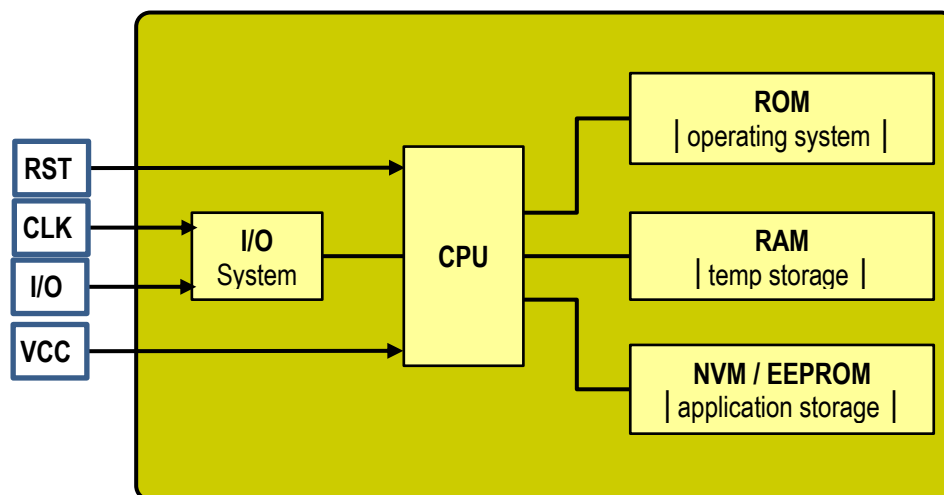 ROM
| operating system |
RST
CLK
I/O
System
CPU
RAM
| temp storage |
I/O
VCC
NVM / EEPROM
| application storage |